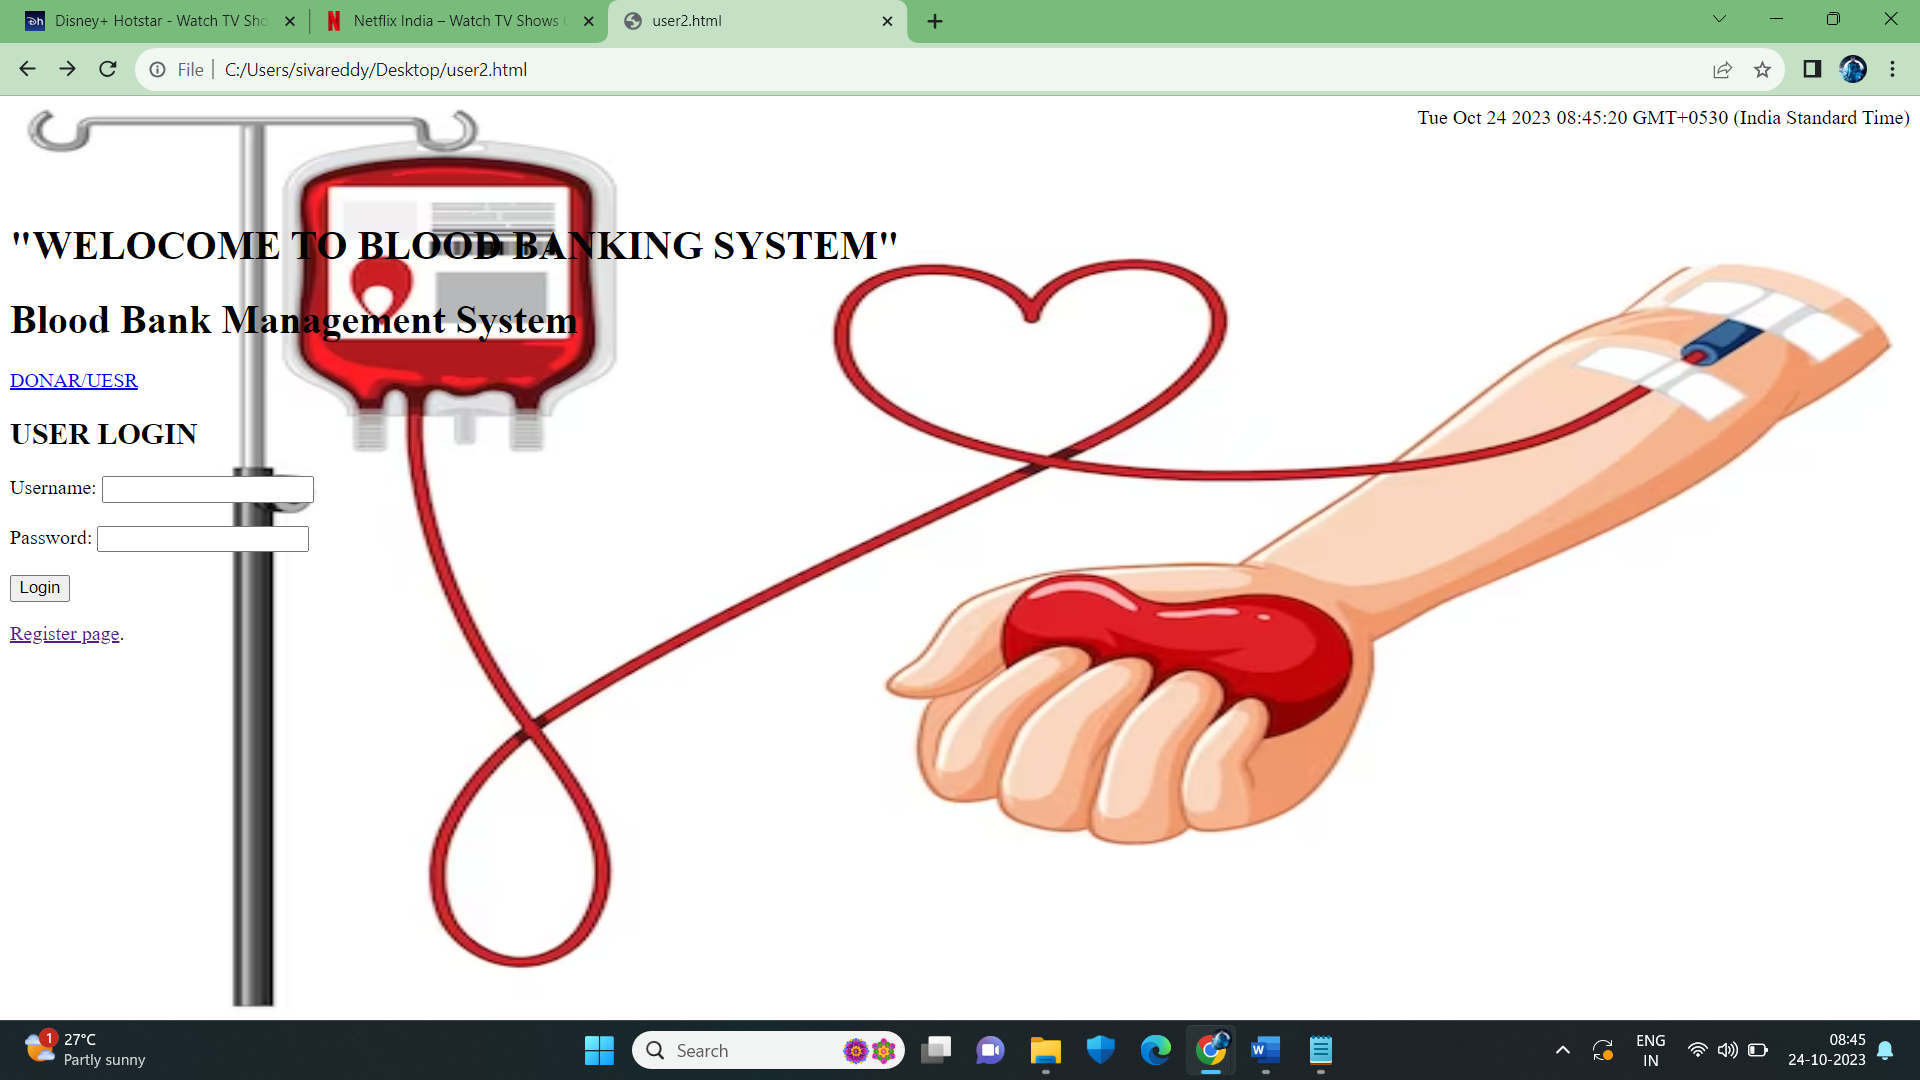 Disney+ Hotstar - Watch TV Sho
Netflix India – Watch TV Shows
user2.html
File
C:/Users/sivareddy/Desktop/user2.html
Tue Oct 24 2023 08:45:20 GMT+0530 (India Standard Time)
"WELOCOME TO BLOOD BANKING SYSTEM"
Blood Bank Management System
DONAR/UESR
USER LOGIN
Username:
Password:
Login
Register page.
1
27°C
Partly sunny
Search
ENG
IN
08:45
24-10-2023